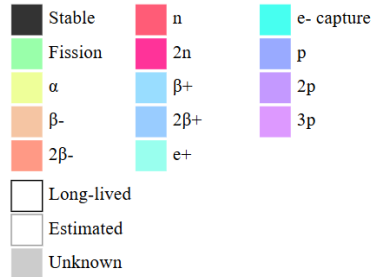 Stable
Fission
α
β-
2β-
n
2n
β+
2β+
e+
e- capture
p
2p
3p
Long-lived
Estimated
Unknown